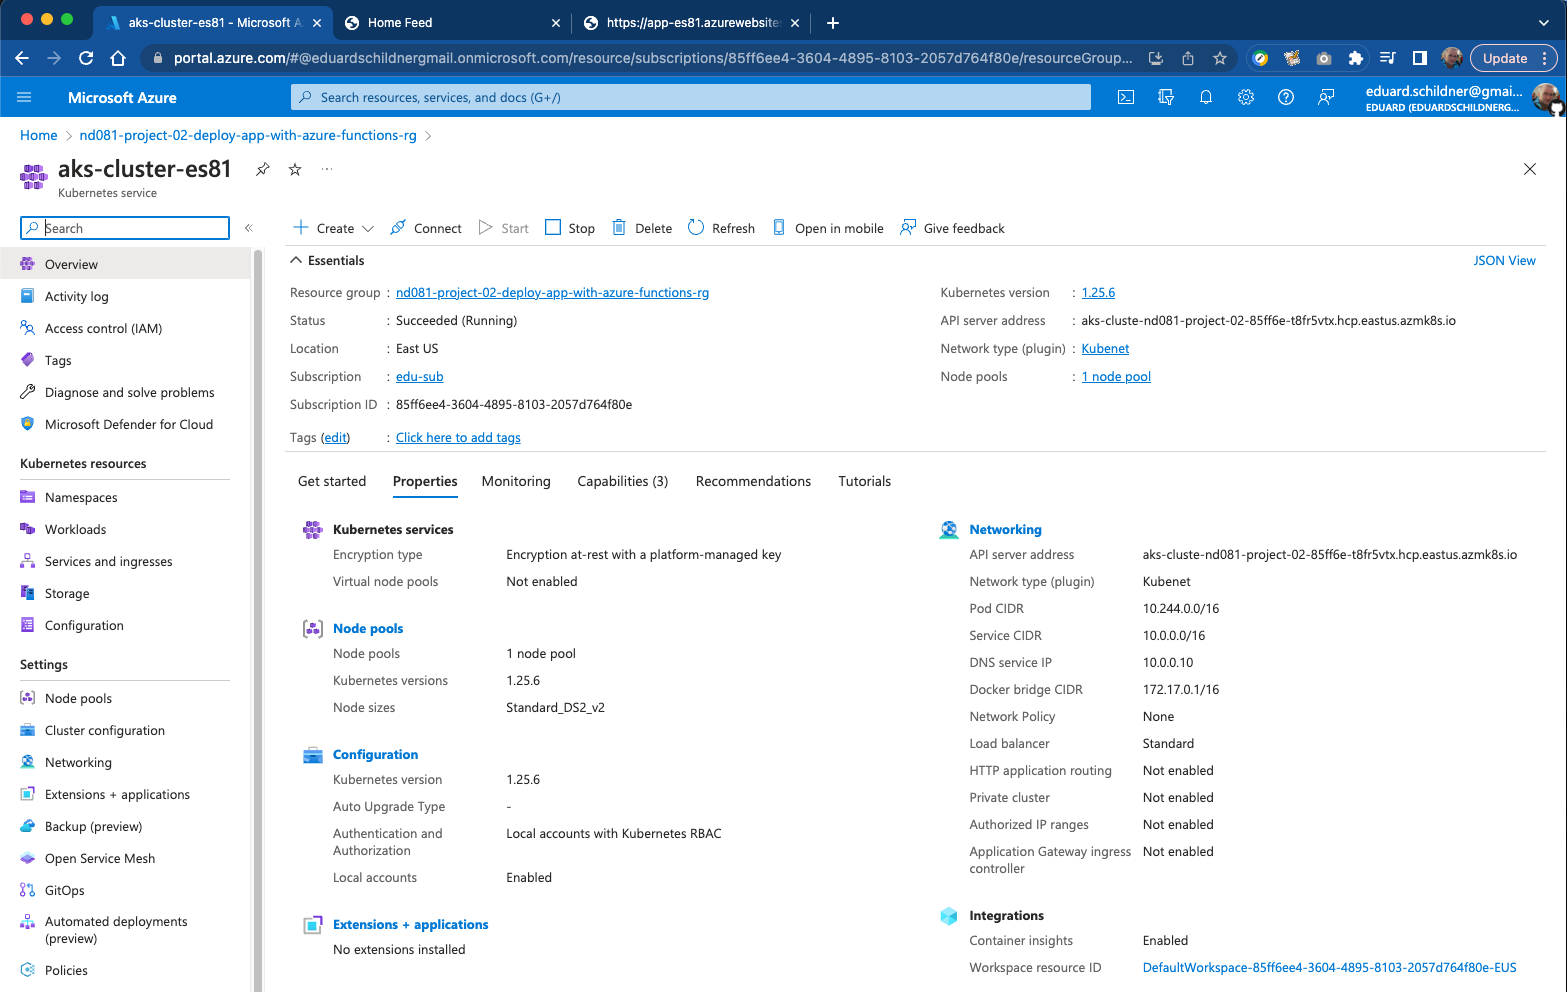 aks-cluster-es81 - Microsoft A
Home Feed
https://app-es81.azurewebsite
portal.azure.com/#@eduardschildnergmail.onmicrosoft.com/resource/subscriptions/85ff6ee4-3604-4895-8103-2057d764f80e/resourceGroup...
Update
Microsoft Azure
Search resources, services, and docs (G+/)
eduard.schildner@gmai...
EDUARD (EDUARDSCHILDNERG...
Home > nd081-project-02-deploy-app-with-azure-functions-rg >
aks-cluster-es81
Kubernetes service
Search
Create
Connect
Start
Stop
Delete
Refresh
Open in mobile
Give feedback
Overview
Activity log
Access control (IAM)
Tags
Diagnose and solve problems
Microsoft Defender for Cloud
Kubernetes resources
Namespaces
Workloads
Services and ingresses
Storage
Configuration
Settings
Node pools
Cluster configuration
Networking
Extensions + applications
Backup (preview)
Open Service Mesh
GitOps
Automated deployments
(preview)
Policies
Essentials
JSON View
Resource group : nd081-project-02-deploy-app-with-azure-functions-rg
Status : Succeeded (Running)
Location : East US
Subscription : edu-sub
Subscription ID : 85ff6ee4-3604-4895-8103-2057d764f80e
Tags (edit) : Click here to add tags
Kubernetes version : 1.25.6
API server address : aks-cluste-nd081-project-02-85ff6e-t8fr5vtx.hcp.eastus.azmk8s.io
Network type (plugin) : Kubenet
Node pools : 1 node pool
Get started
Properties
Monitoring
Capabilities (3)
Recommendations
Tutorials
Kubernetes services
Encryption type Encryption at-rest with a platform-managed key
Virtual node pools Not enabled
Node pools
Node pools 1 node pool
Kubernetes versions 1.25.6
Node sizes Standard_DS2_v2
Configuration
Kubernetes version 1.25.6
Auto Upgrade Type -
Authentication and Local accounts with Kubernetes RBAC
Authorization
Local accounts Enabled
Extensions + applications
No extensions installed
Networking
API server address aks-cluste-nd081-project-02-85ff6e-t8fr5vtx.hcp.eastus.azmk8s.io
Network type (plugin) Kubenet
Pod CIDR 10.244.0.0/16
Service CIDR 10.0.0.0/16
DNS service IP 10.0.0.10
Docker bridge CIDR 172.17.0.1/16
Network Policy None
Load balancer Standard
HTTP application routing Not enabled
Private cluster Not enabled
Authorized IP ranges Not enabled
Application Gateway ingress Not enabled
controller
Integrations
Container insights Enabled
Workspace resource ID DefaultWorkspace-85ff6ee4-3604-4895-8103-2057d764f80e-EUS